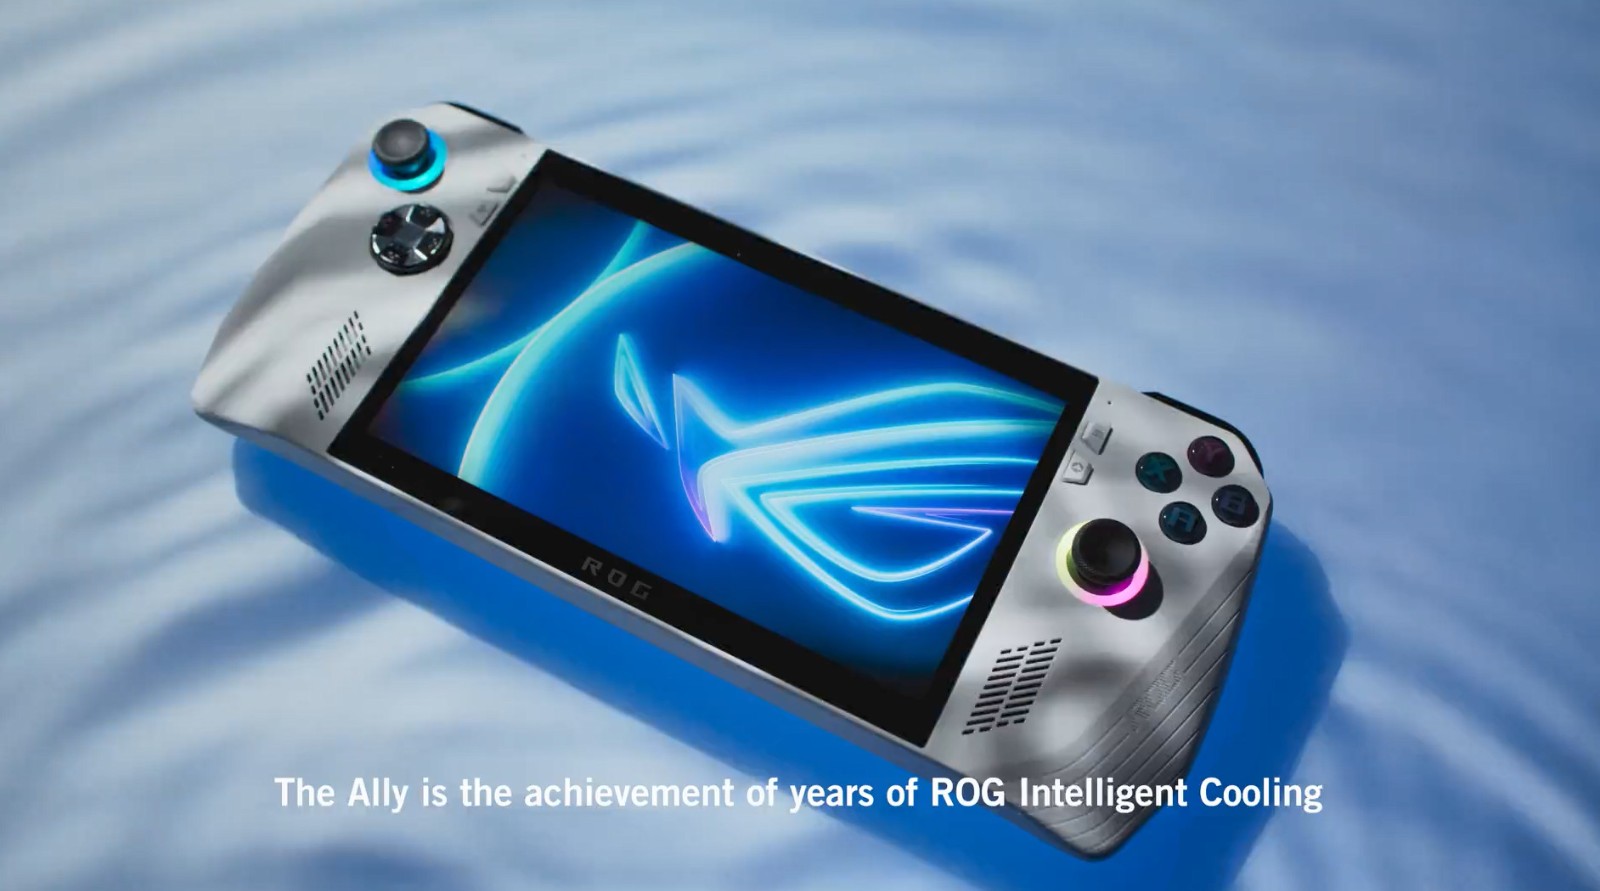 Y
X
B
A
ROG
The Ally is the achievement of years of ROG Intelligent Cooling